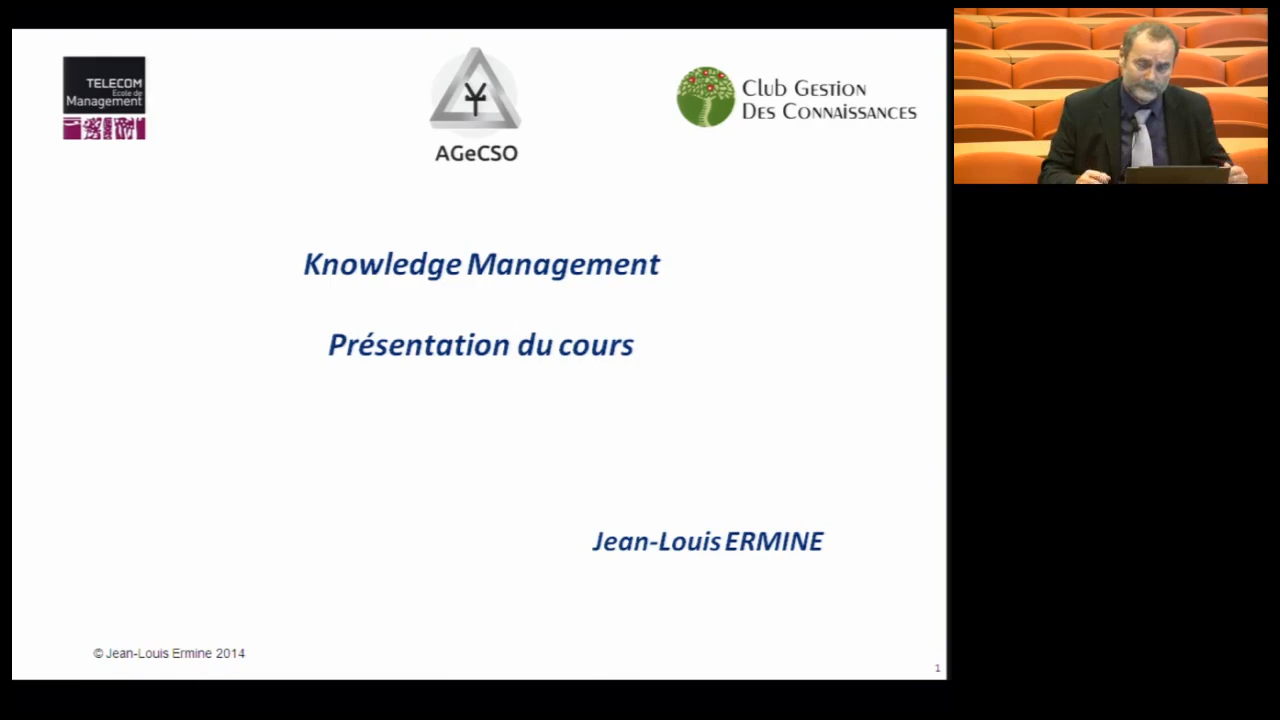 TELECOM
Ecole de
Management
AGeCSO
Club Gestion
Des Connaissances
Knowledge Management
Présentation du cours
Jean-Louis ERMINE
© Jean-Louis Ermine 2014
1